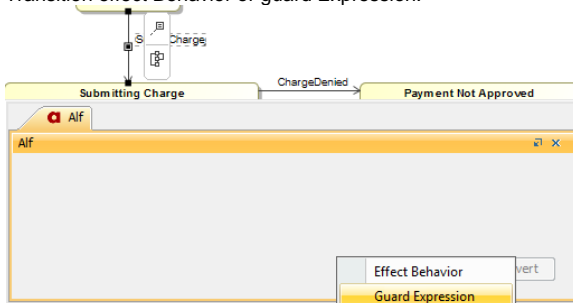 Transition effect Behavior or guard Expression.
Charge
Submitting Charge
ChargeDenied
Payment Not Approved
Alf
Alf
Effect Behavior
Guard Expression